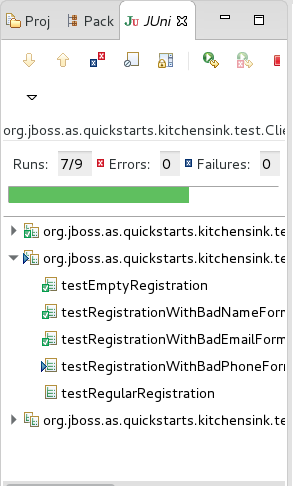 Proj Pack JUni
org.jboss.as.quickstarts.kitchensink.test.Clie
Runs: 7/9 Errors: 0 Failures: 0
org.jboss.as.quickstarts.kitchensink.te
org.jboss.as.quickstarts.kitchensink.te
testEmptyRegistration
testRegistrationWithBadNameForm
testRegistrationWithBadEmailForm
testRegistrationWithBadPhoneForm
testRegularRegistration
org.jboss.as.quickstarts.kitchensink.te